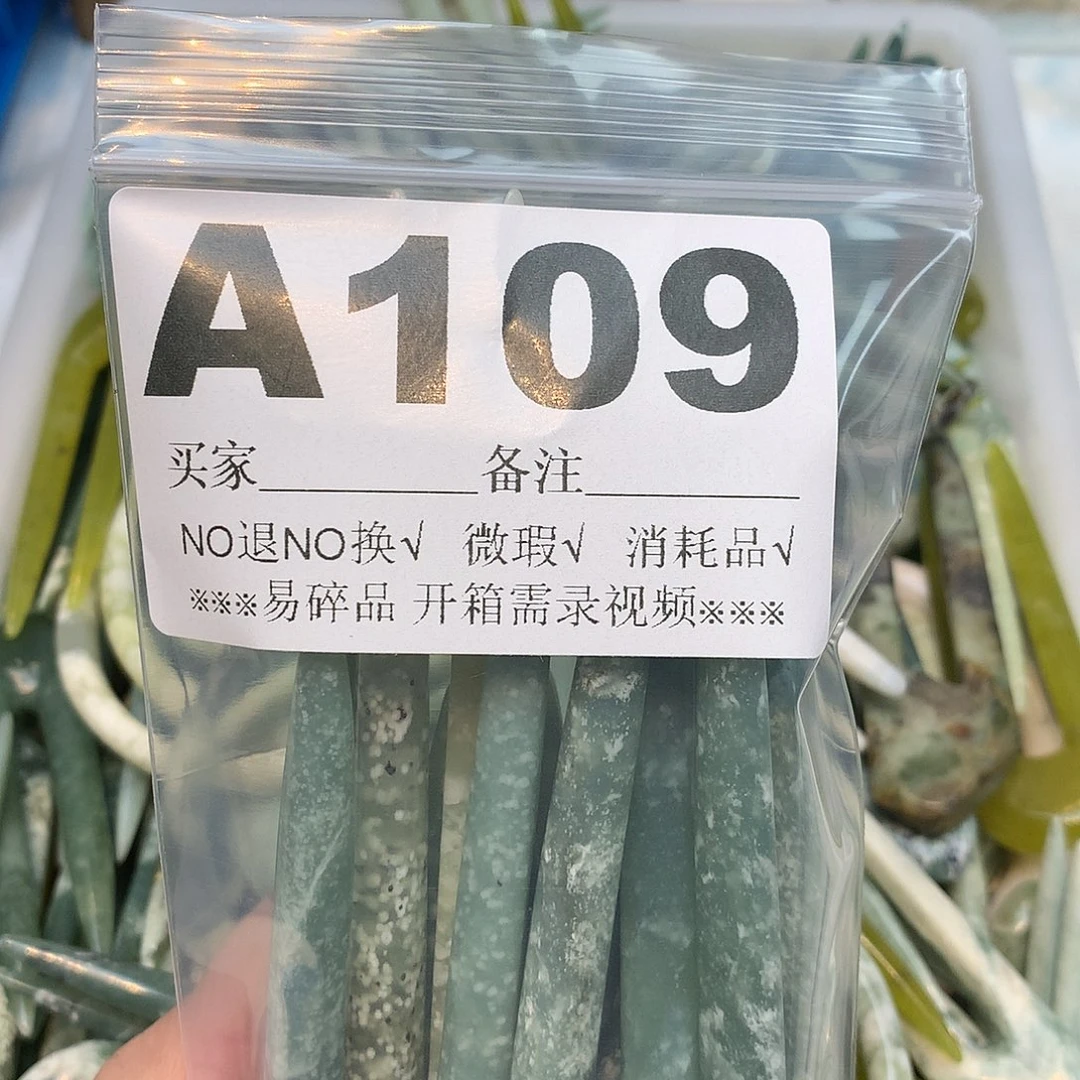 A109
买家_________备注_________
NO退NO换√ 微瑕√ 消耗品√
※※※易碎品 开箱需录视频※※※